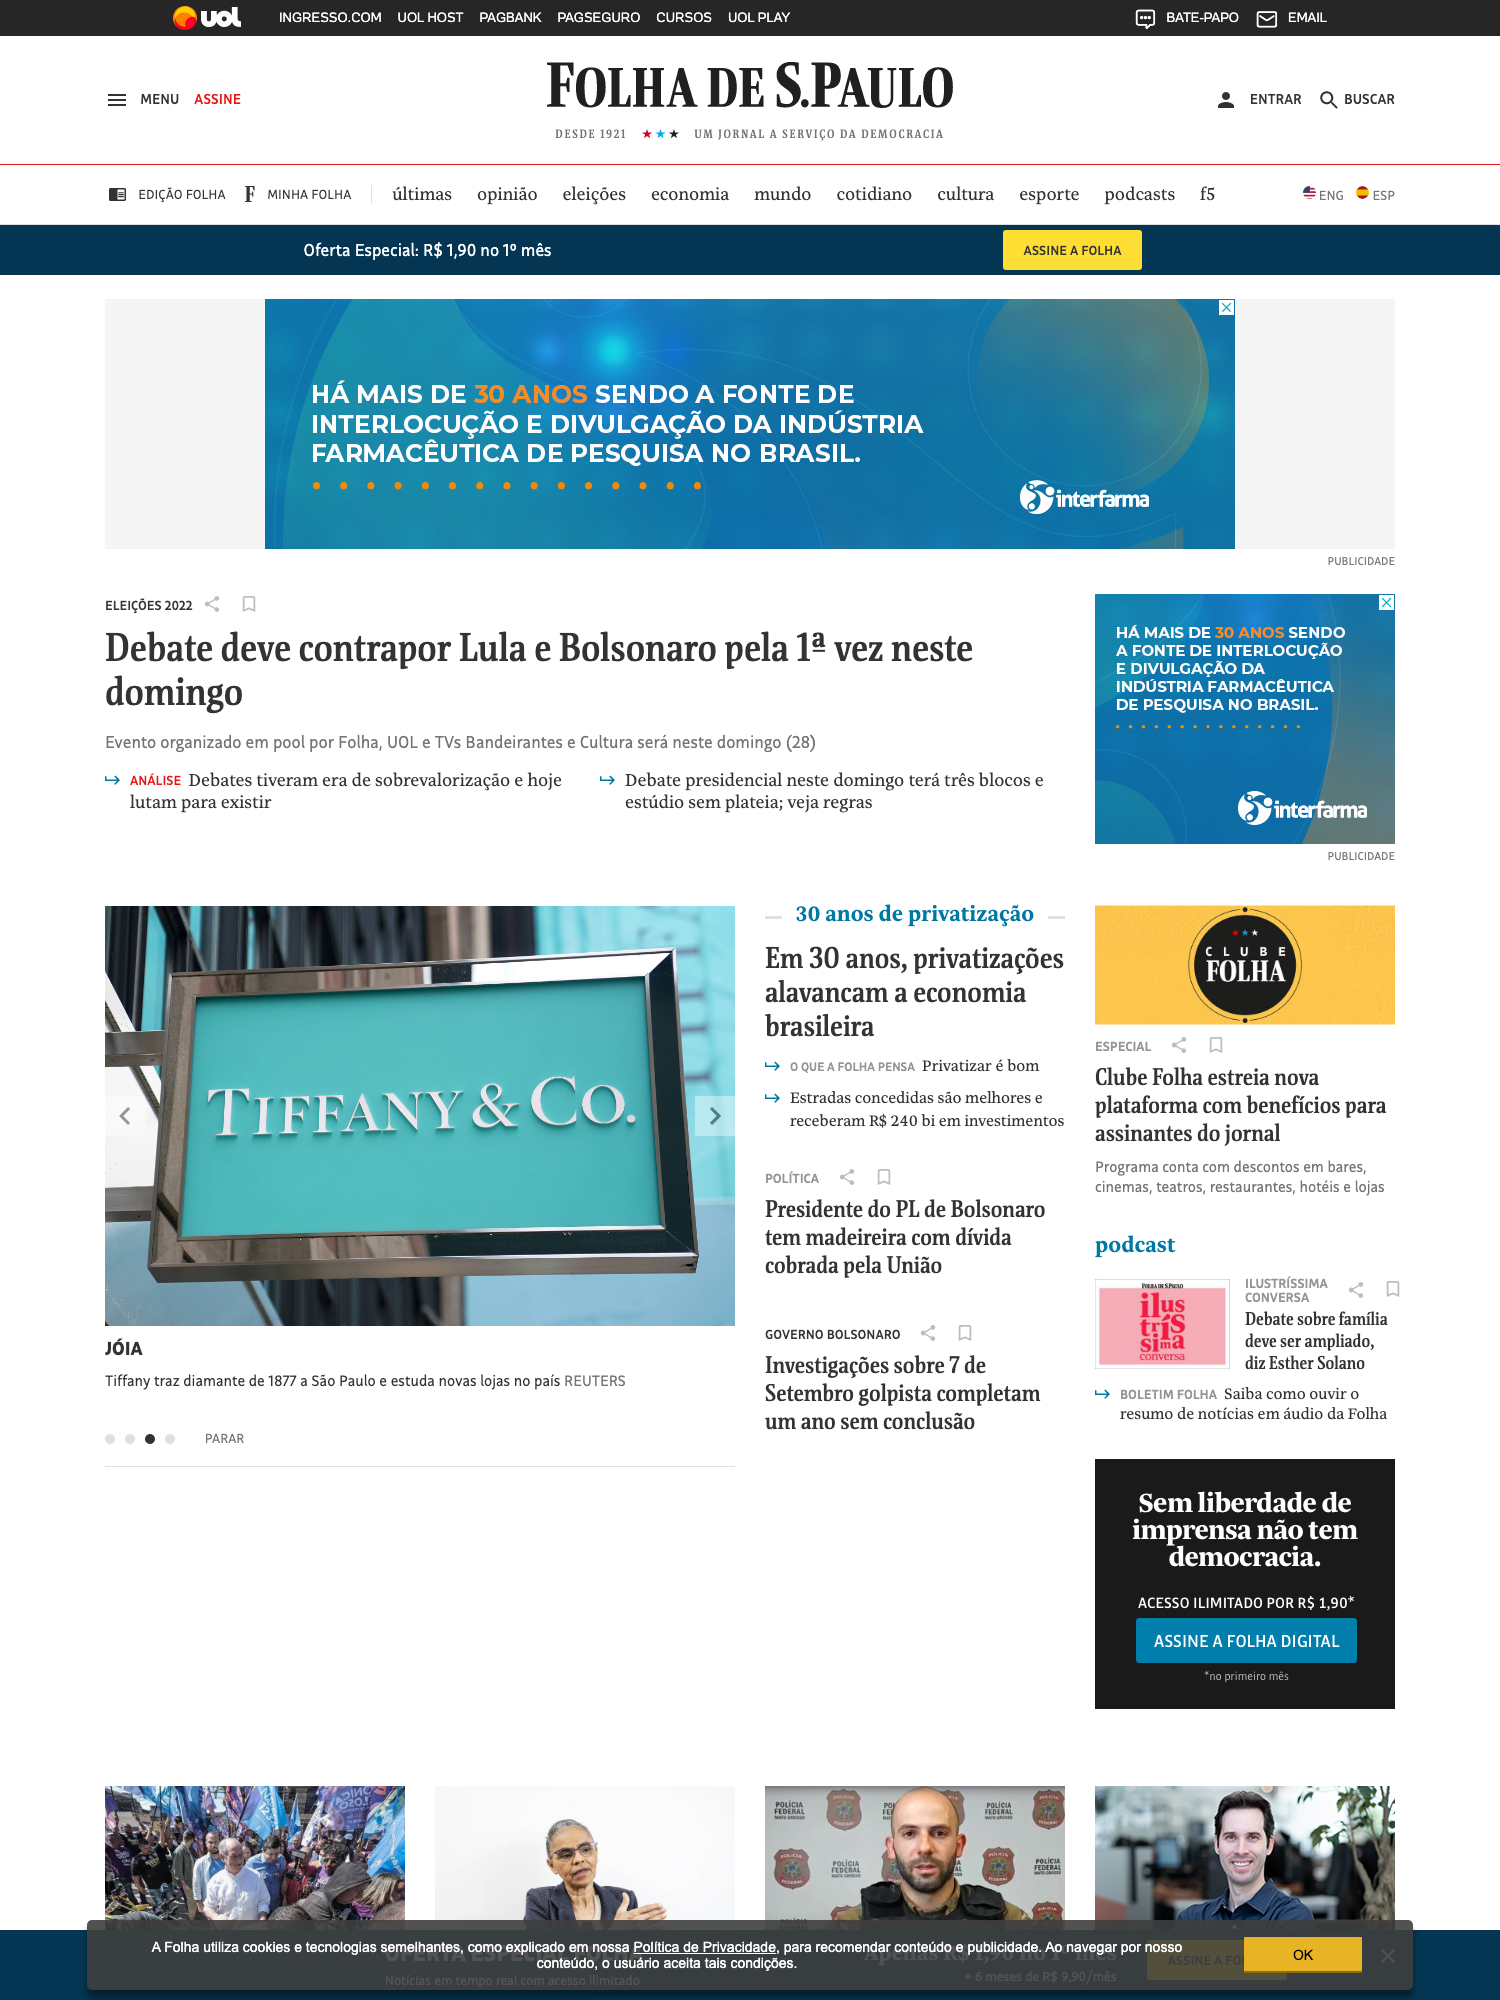 uol INGRESSO.COM UOL HOST PAGBANK PAGSEGURO CURSOS UOL PLAY BATE-PAPO EMAIL
MENU ASSINE
FOLHA DE S.PAULO
DESDE 1921 ★★★ UM JORNAL A SERVIÇO DA DEMOCRACIA
ENTRAR BUSCAR
EDIÇÃO FOLHA F MINHA FOLHA últimas opinião eleições economia mundo cotidiano cultura esporte podcasts f5 ENG ESP
Oferta Especial: R$ 1,90 no 1º mês ASSINE A FOLHA
HÁ MAIS DE 30 ANOS SENDO A FONTE DE
INTERLOCUÇÃO E DIVULGAÇÃO DA INDÚSTRIA
FARMACÊUTICA DE PESQUISA NO BRASIL.
interfarma
PUBLICIDADE
ELEIÇÕES 2022
Debate deve contrapor Lula e Bolsonaro pela 1ª vez neste
domingo
Evento organizado em pool por Folha, UOL e TVs Bandeirantes e Cultura será neste domingo (28)
ANÁLISE Debates tiveram era de sobrevalorização e hoje
lutam para existir
Debate presidencial neste domingo terá três blocos e
estúdio sem plateia; veja regras
HÁ MAIS DE 30 ANOS SENDO
A FONTE DE INTERLOCUÇÃO
E DIVULGAÇÃO DA
INDÚSTRIA FARMACÊUTICA
DE PESQUISA NO BRASIL.
interfarma
PUBLICIDADE
TIFFANY & CO.
JÓIA
Tiffany traz diamante de 1877 a São Paulo e estuda novas lojas no país REUTERS
PARAR
30 anos de privatização
Em 30 anos, privatizações
alavancam a economia
brasileira
O QUE A FOLHA PENSA Privatizar é bom
Estradas concedidas são melhores e
receberam R$ 240 bi em investimentos
POLÍTICA
Presidente do PL de Bolsonaro
tem madeireira com dívida
cobrada pela União
GOVERNO BOLSONARO
Investigações sobre 7 de
Setembro golpista completam
um ano sem conclusão
CLUBE
FOLHA
ESPECIAL
Clube Folha estreia nova
plataforma com benefícios para
assinantes do jornal
Programa conta com descontos em bares,
cinemas, teatros, restaurantes, hotéis e lojas
podcast
FOLHA DE S.PAULO
ilus
trís
sima
conversa
ILUSTRÍSSIMA
CONVERSA
Debate sobre família
deve ser ampliado,
diz Esther Solano
BOLETIM FOLHA Saiba como ouvir o
resumo de notícias em áudio da Folha
Sem liberdade de
imprensa não tem
democracia.
ACESSO ILIMITADO POR R$ 1,90*
ASSINE A FOLHA DIGITAL
*no primeiro mês
POLÍCIA FEDERAL
MATO GROSSO
A Folha utiliza cookies e tecnologias semelhantes, como explicado em nossa Política de Privacidade, para recomendar conteúdo e publicidade. Ao navegar por nosso
conteúdo, o usuário aceita tais condições.
OK
Apenas R$ 1,90 no 1º mês
Notícias em tempo real com acesso ilimitado
+ 6 meses de R$ 9,90/mês
ASSINE A FO